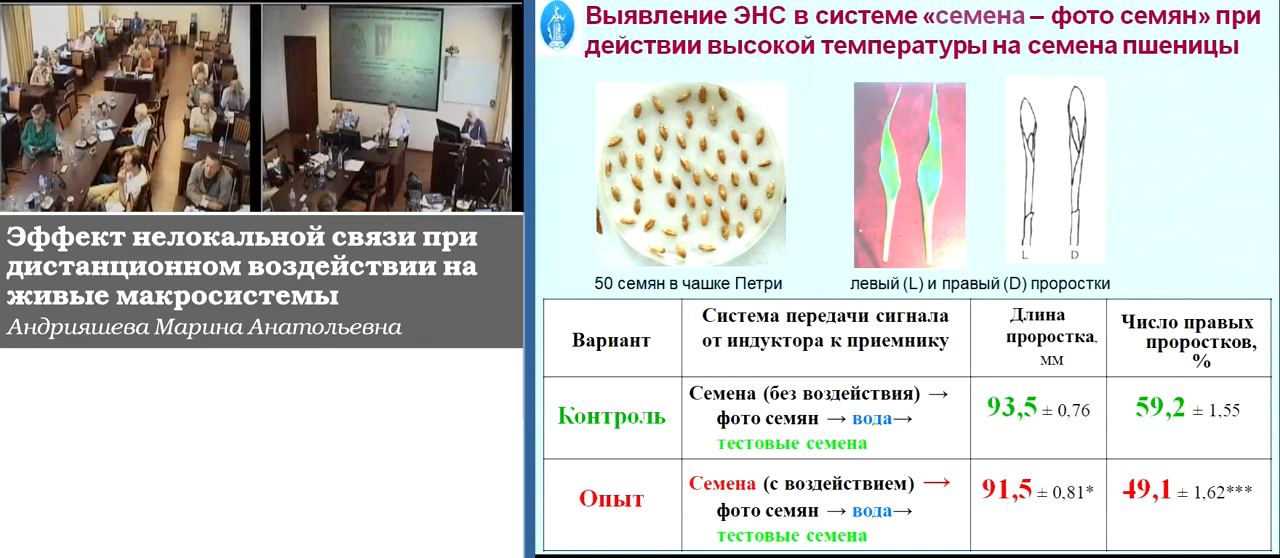 Эффект нелокальной связи при
дистанционном воздействии на
живые макросистемы
Андрияшева Марина Анатольевна
Выявление ЭНС в системе «семена – фото семян» при
действии высокой температуры на семена пшеницы
L D
50 семян в чашке Петри
левый (L) и правый (D) проростки
Вариант
Система передачи сигнала
от индуктора к приемнику
Длина
проростка,
мм
Число правых
проростков,
%
Контроль
Семена (без воздействия) →
фото семян → вода→
тестовые семена
93,5 ± 0,76
59,2 ± 1,55
Опыт
Семена (с воздействием) →
фото семян → вода→
тестовые семена
91,5 ± 0,81*
49,1 ± 1,62***